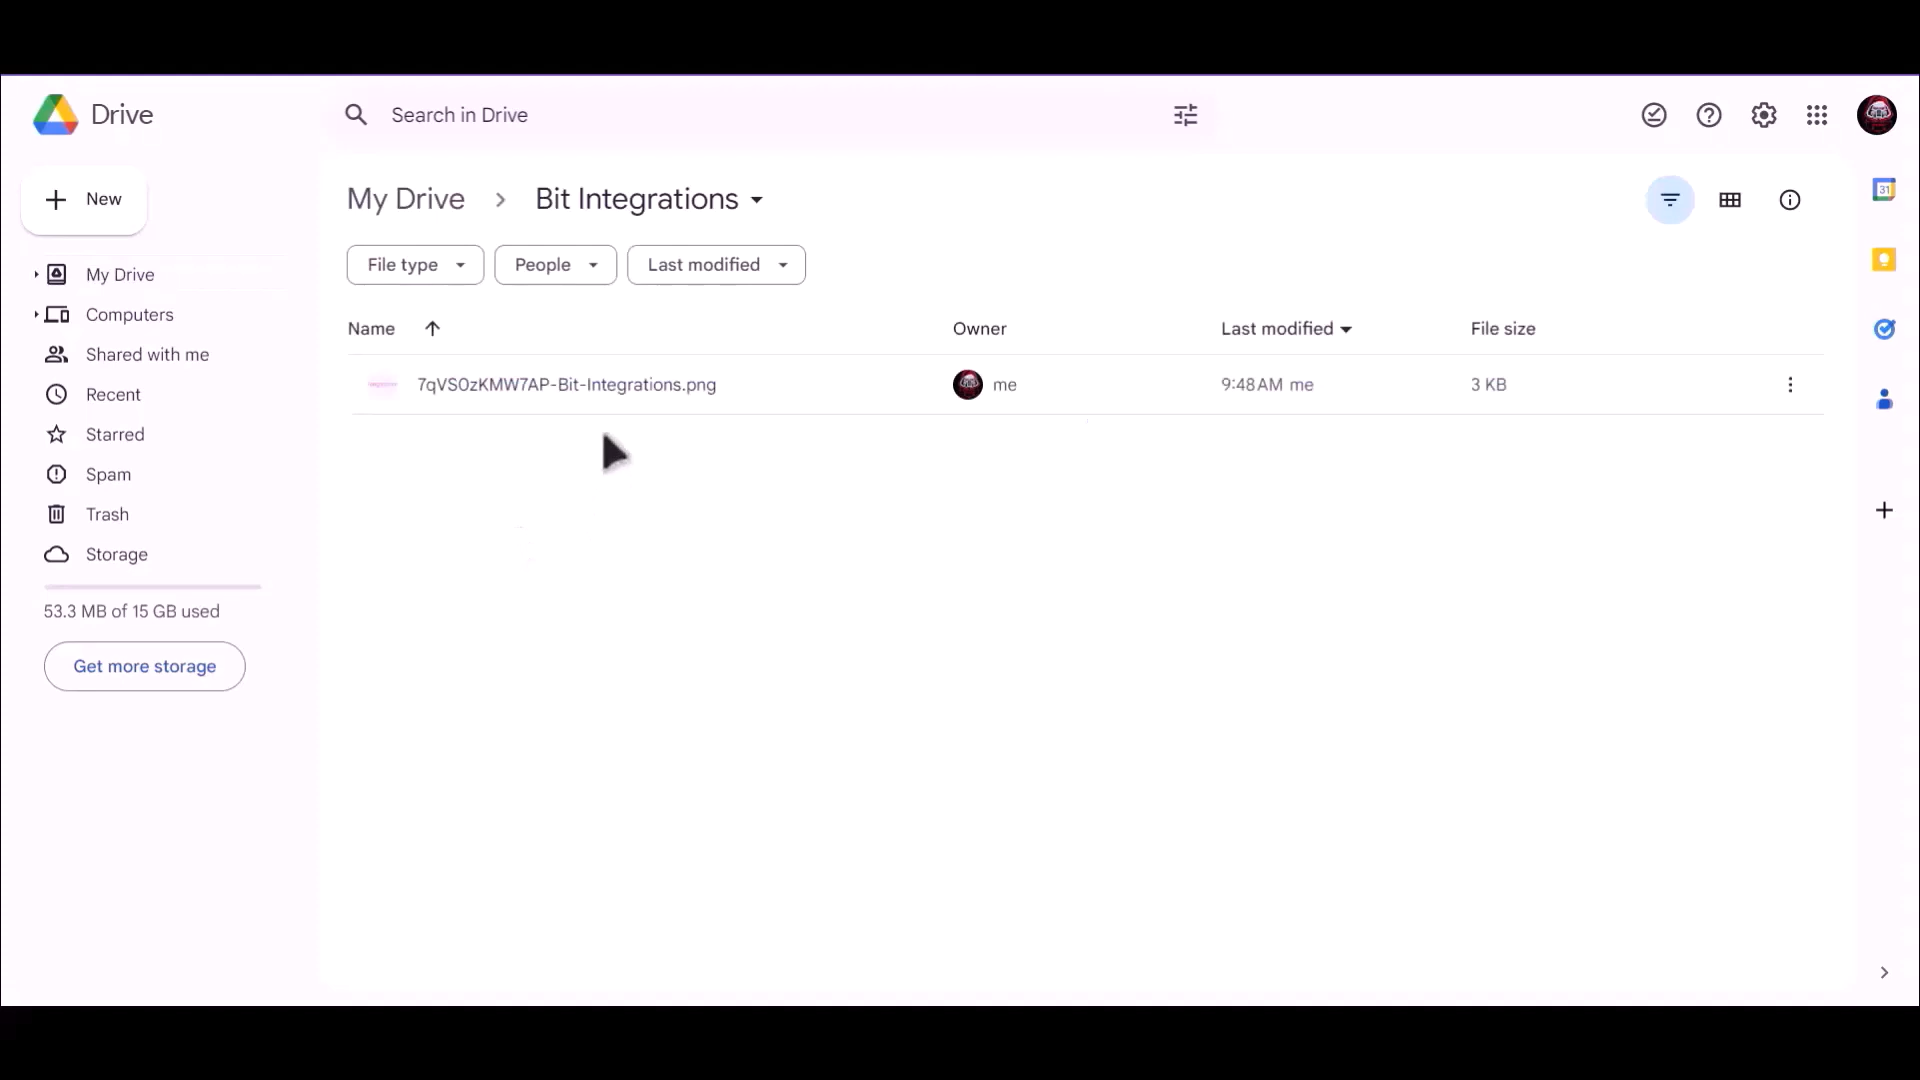 Drive
Search in Drive
New
My Drive
Computers
Shared with me
Recent
Starred
Spam
Trash
Storage
53.3 MB of 15 GB used
Get more storage
My Drive > Bit Integrations
File type
People
Last modified
Name
Owner
Last modified
File size
7qVS0zKMW7AP-Bit-Integrations.png
me
9:48 AM me
3 KB
31